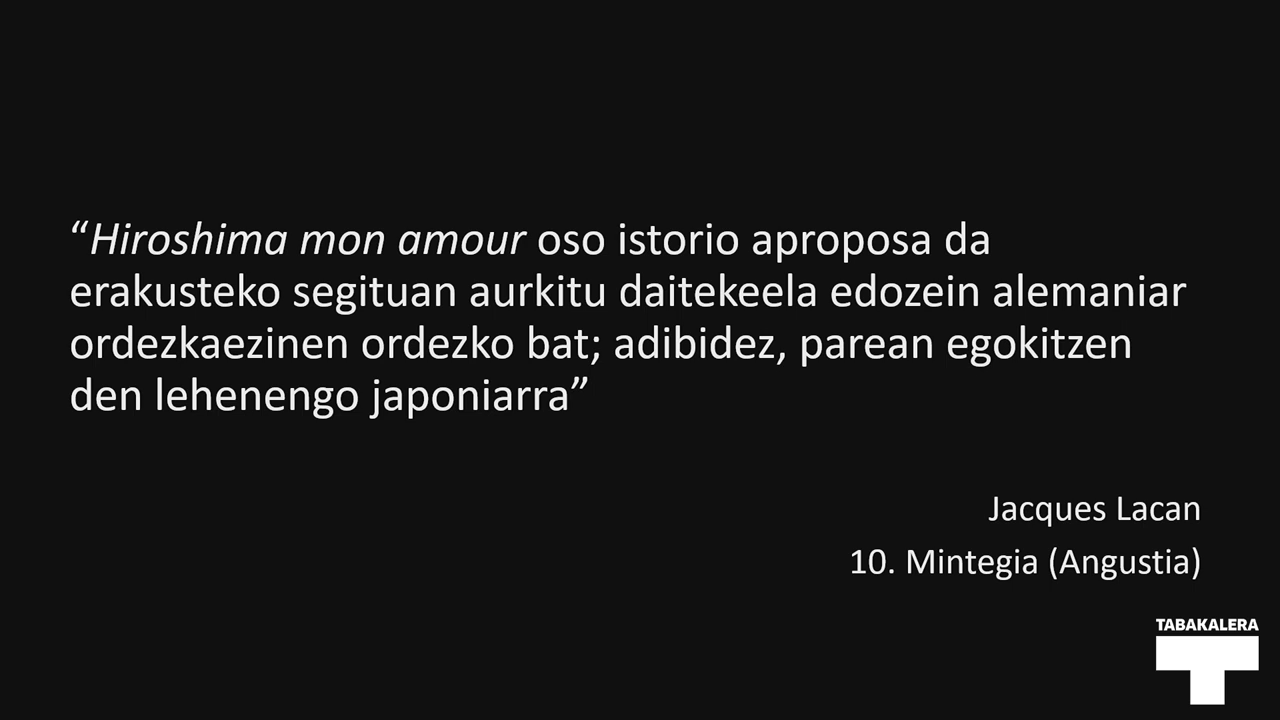 “Hiroshima mon amour oso istorio aproposa da
erakusteko segituan aurkitu daitekeela edozein alemaniar
ordezkaezinen ordezko bat; adibidez, parean egokitzen
den lehenengo japoniarra”
Jacques Lacan
10. Mintegia (Angustia)
TABAKALERA